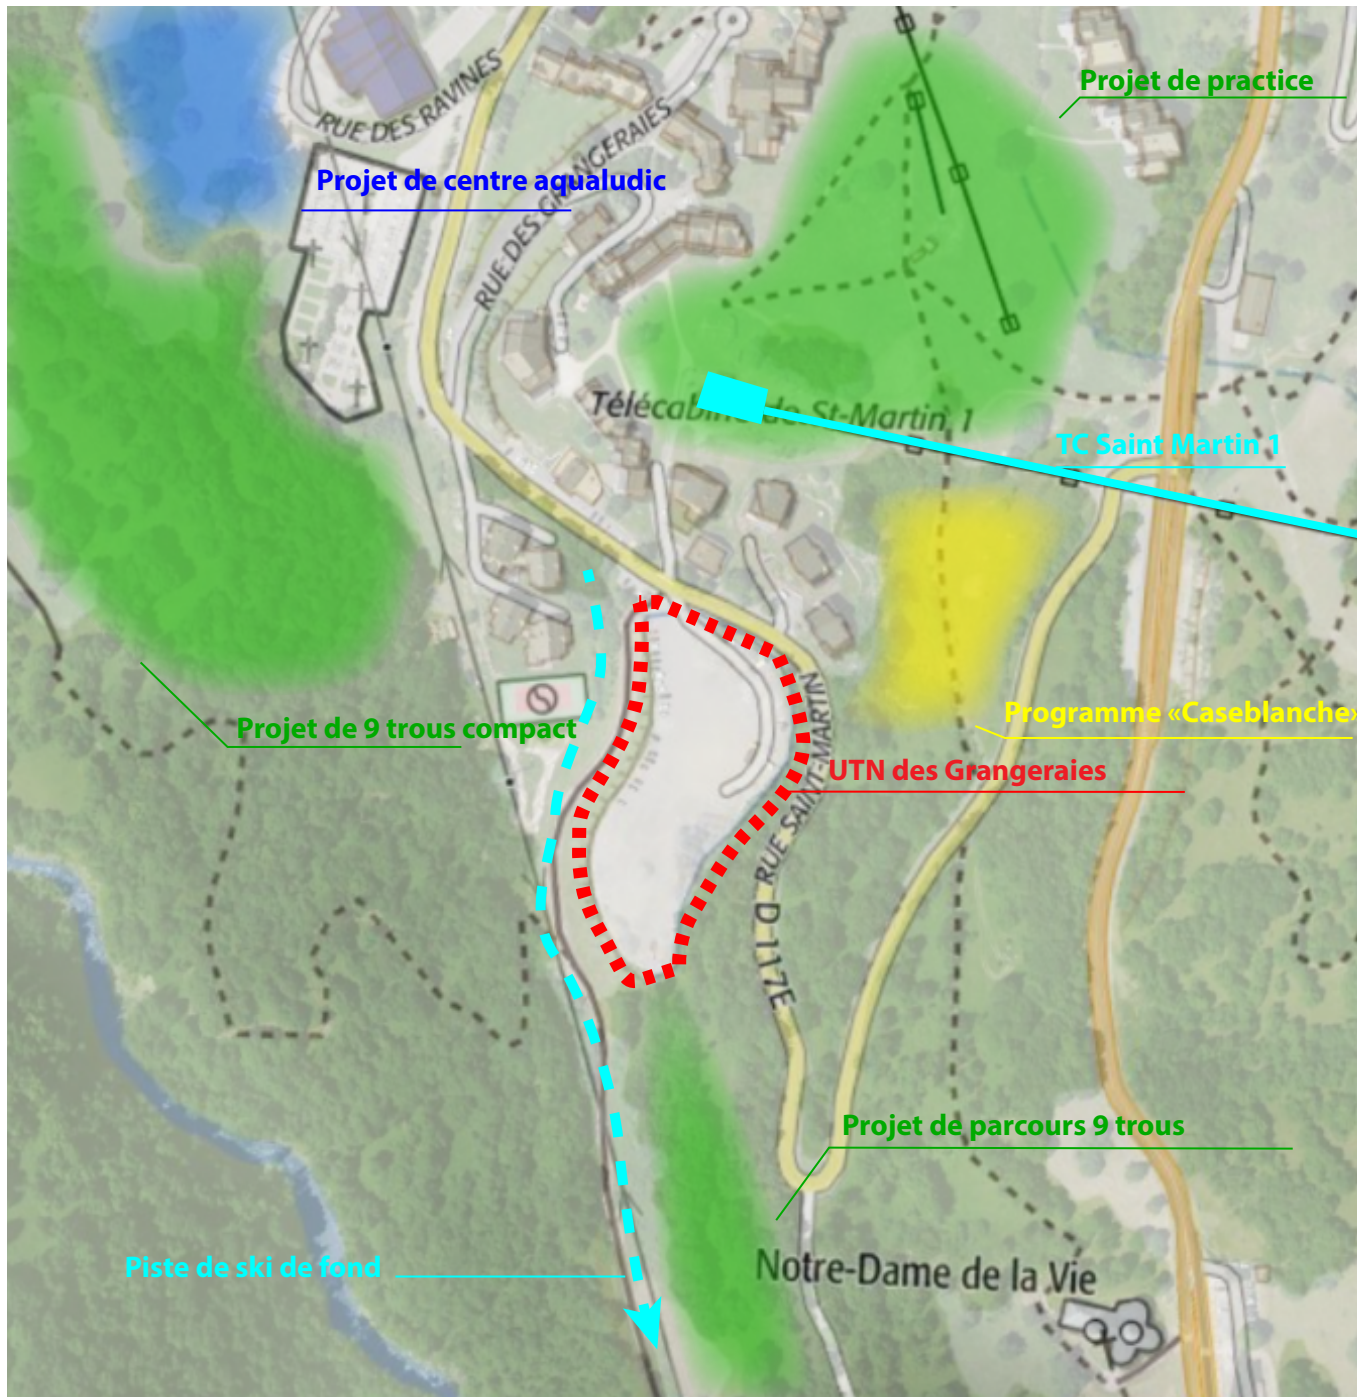 Projet de practice
RUE DES RAVINES
Projet de centre aqualudic
RUE DES GRANGERAIES
Télécabine de St-Martin 1
TC Saint Martin 1
Programme «Caseblanche»
Projet de 9 trous compact
UTN des Grangeraies
RUE SAINT-MARTIN
D 117E
Projet de parcours 9 trous
Piste de ski de fond
Notre-Dame de la Vie